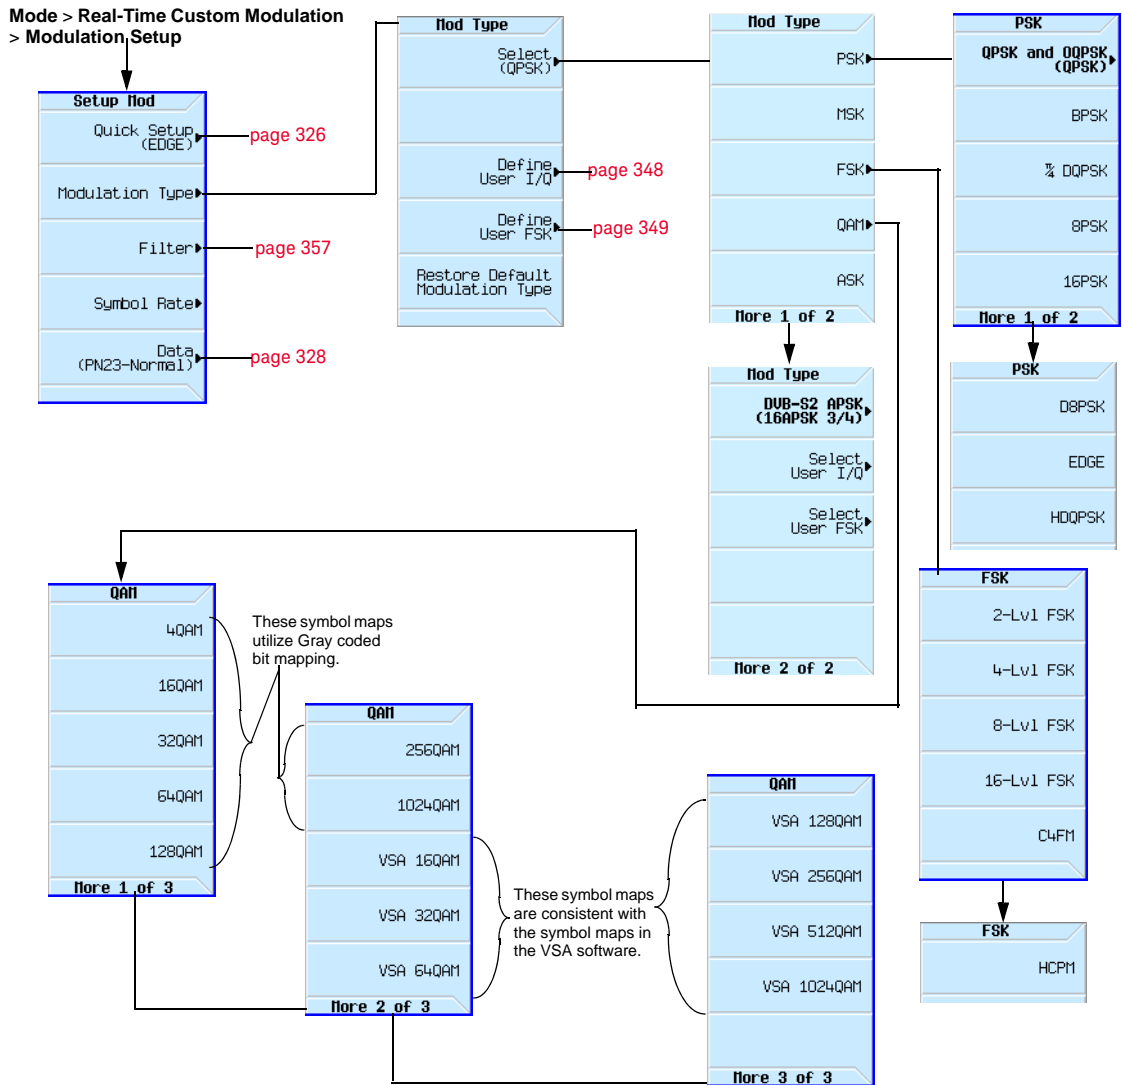 Mode > Real-Time Custom Modulation
> Modulation Setup
Setup Mod
Quick Setup
(EDGE)
page 326
Modulation Type
Filter
page 357
Symbol Rate
Data
(PN23-Normal)
page 328
Mod Type
Select
(QPSK)
Define
User I/Q
page 348
Define
User FSK
page 349
Restore Default
Modulation Type
Mod Type
PSK
MSK
FSK
QAM
ASK
More 1 of 2
Mod Type
DVB-S2 APSK
(16APSK 3/4)
Select
User I/Q
Select
User FSK
More 2 of 2
PSK
QPSK and OQPSK
(QPSK)
BPSK
π/4 DQPSK
8PSK
16PSK
More 1 of 2
PSK
D8PSK
EDGE
HDQPSK
FSK
2-Lvl FSK
4-Lvl FSK
8-Lvl FSK
16-Lvl FSK
C4FM
FSK
HCPM
QAM
4QAM
16QAM
32QAM
64QAM
128QAM
More 1 of 3
These symbol maps
utilize Gray coded
bit mapping.
QAM
256QAM
1024QAM
VSA 16QAM
VSA 32QAM
VSA 64QAM
More 2 of 3
These symbol maps
are consistent with
the symbol maps in
the VSA software.
QAM
VSA 128QAM
VSA 256QAM
VSA 512QAM
VSA 1024QAM
More 3 of 3